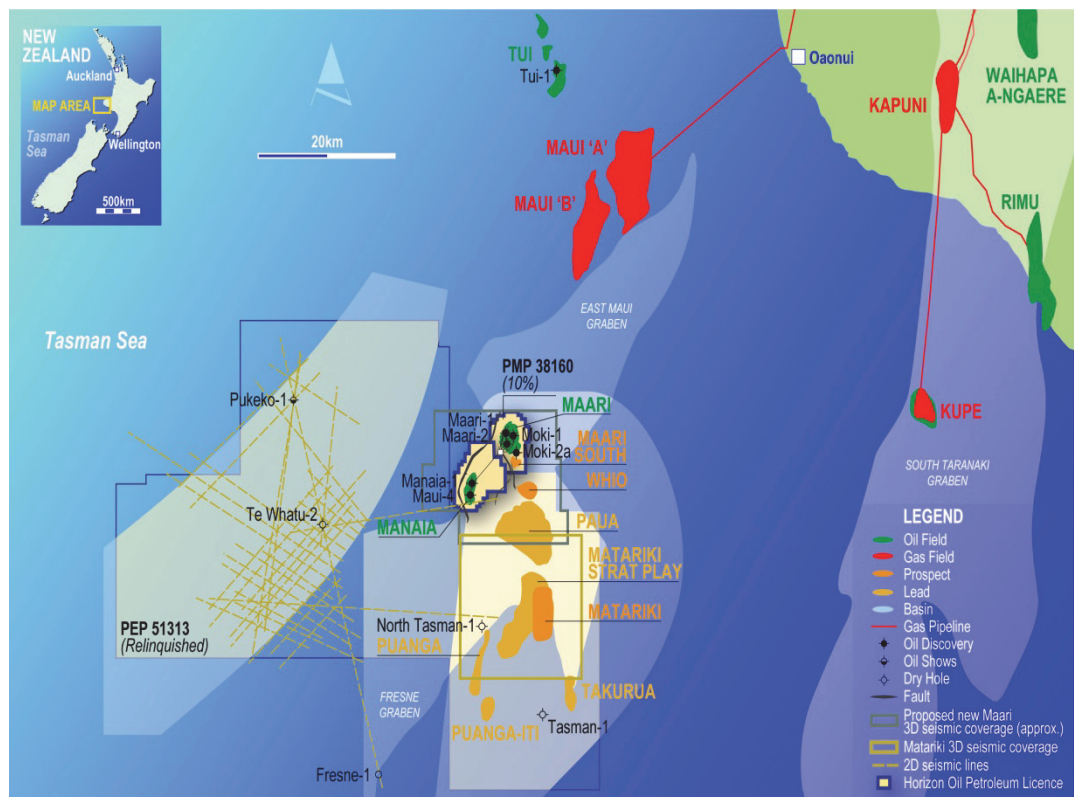 NEW
ZEALAND
Auckland
MAP AREA
Tasman
Sea
Wellington
500km
20km
TUI
Tui-1
Oaonui
WAIHAPA
A-NGAERE
KAPUNI
MAUI 'A'
MAUI 'B'
RIMU
EAST MAUI
GRABEN
Tasman Sea
PMP 38160
(10%)
Pukeko-1
MAARI
Maari-1
Maari-2
Moki-1
Moki-2a
MAARI
SOUTH
KUPE
Manaia-1
Maui-4
WHIO
SOUTH TARANAKI
GRABEN
Te Whatu-2
MANAIA
PAUA
MATARIKI
STRAT PLAY
MATARIKI
North Tasman-1
PUANGA
PEP 51313
(Relinquished)
FRESNE
GRABEN
TAKURUA
PUANGA-ITI
Tasman-1
Fresne-1
LEGEND
Oil Field
Gas Field
Prospect
Lead
Basin
Gas Pipeline
Oil Discovery
Oil Shows
Dry Hole
Fault
Proposed new Maari
3D seismic coverage (approx.)
Matariki 3D seismic coverage
2D seismic lines
Horizon Oil Petroleum Licence